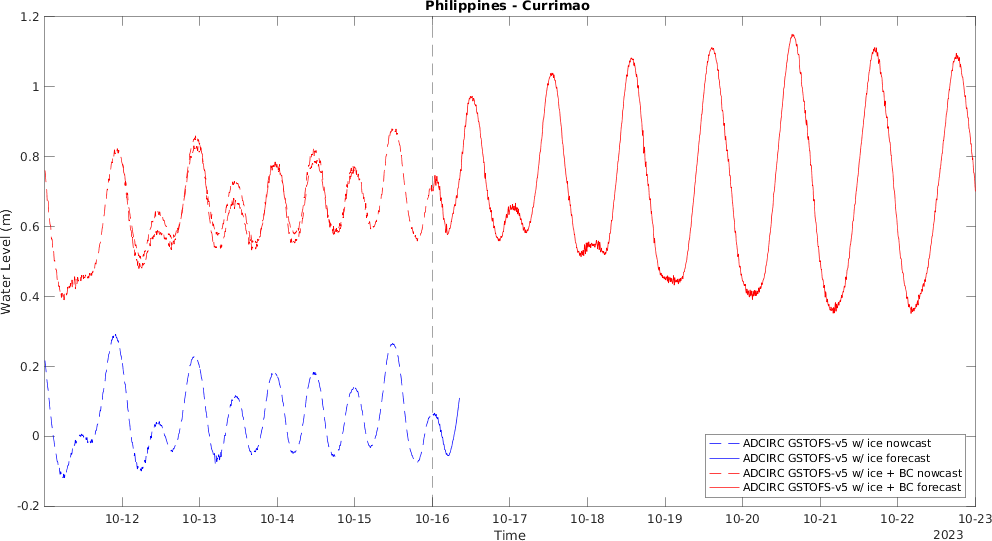 Philippines - Currimao
1.2
1
0.8
0.6
0.4
0.2
0
-0.2
Water Level (m)
10-12 10-13 10-14 10-15 10-16 10-17 10-18 10-19 10-20 10-21 10-22 10-23
Time
2023
ADCIRC GSTOFS-v5 w/ ice nowcast
ADCIRC GSTOFS-v5 w/ ice forecast
ADCIRC GSTOFS-v5 w/ ice + BC nowcast
ADCIRC GSTOFS-v5 w/ ice + BC forecast